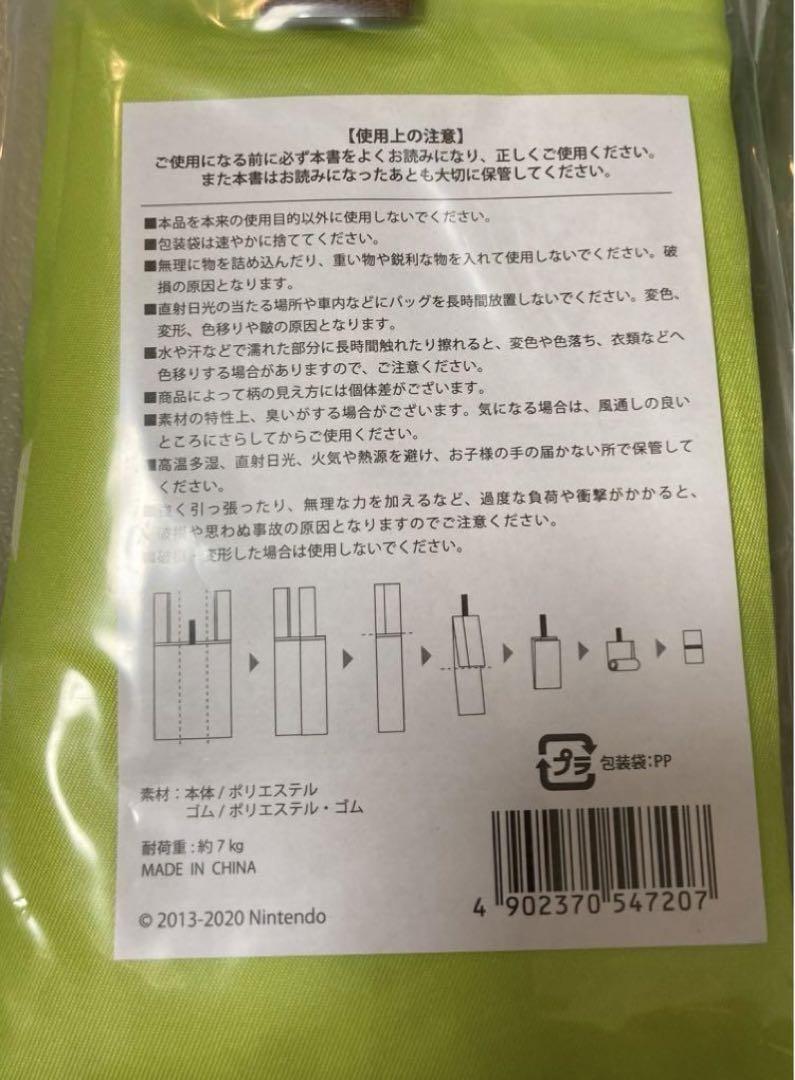 【使用上の注意】
ご使用になる前に必ず本書をよくお読みになり、正しくご使用ください。
また本書はお読みになったあとも大切に保管してください。
■本品を本来の使用目的以外に使用しないでください。
■包装袋は速やかに捨ててください。
■無理に物を詰め込んだり、重い物や鋭利な物を入れて使用しないでください。破
損の原因となります。
■直射日光の当たる場所や車内などにバッグを長時間放置しないでください。変色、
変形、色移りや皺の原因となります。
■水や汗などで濡れた部分に長時間触れたり擦れると、変色や色落ち、衣類などへ
色移りする場合がありますので、ご注意ください。
■商品によって柄の見え方には個体差がございます。
■素材の特性上、臭いがする場合がございます。気になる場合は、風通しの良い
ところにさらしてからご使用ください。
■高温多湿、直射日光、火気や熱源を避け、お子様の手の届かない所で保管して
ください。
■強く引っ張ったり、無理な力を加えるなど、過度な負荷や衝撃がかかると、
破損や思わぬ事故の原因となりますのでご注意ください。
■破損・変形した場合は使用しないでください。
プラ 包装袋:PP
素材:本体/ポリエステル
ゴム/ポリエステル・ゴム
耐荷重:約7kg
MADE IN CHINA
© 2013-2020 Nintendo
4 902370 547207